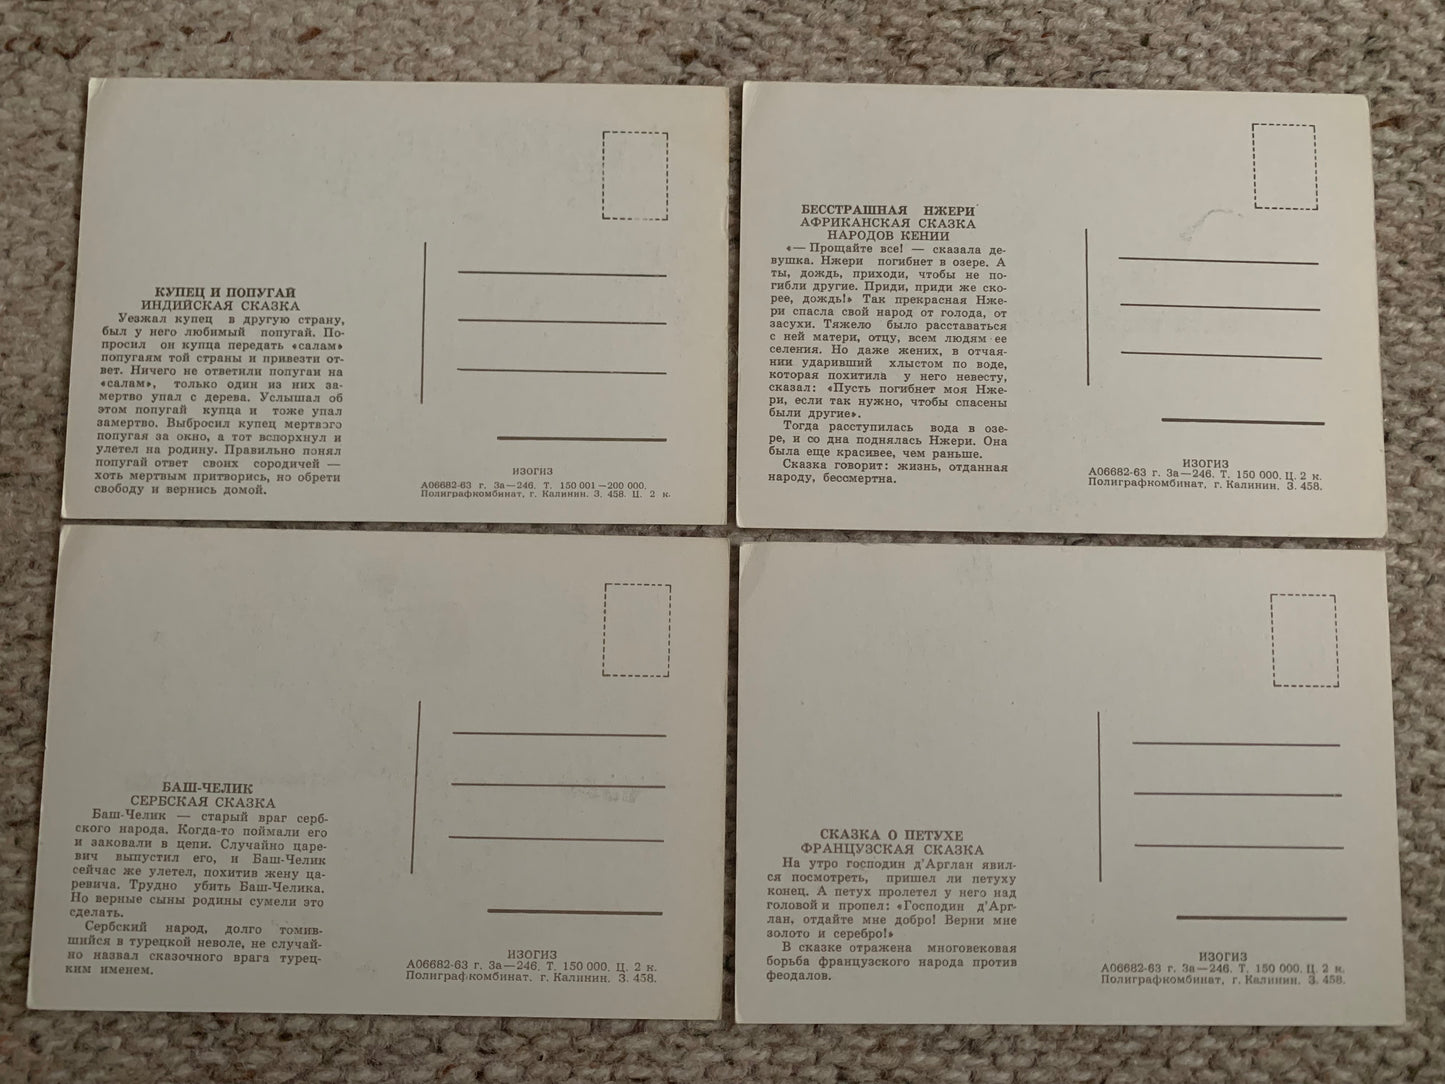 КУПЕЦ И ПОПУГАЙ
ИНДИЙСКАЯ СКАЗКА
Уезжал купец в другую страну,
был у него любимый попугай. По-
просил он купца передать «салам»
попугаям той страны и привезти от-
вет. Ничего не ответили попугаи на
«салам», только один из них за-
мертво упал с дерева. Услышал об
этом попугай купца и тоже упал
замертво. Выбросил купец мертвого
попугая за окно, а тот вспорхнул и
улетел на родину. Правильно понял
попугай ответ своих сородичей —
хоть мертвым притворись, но обрети
свободу и вернись домой.
ИЗОГИЗ
А06682-63 г. За—246. Т. 150 001—200 000.
Полиграфкомбинат, г. Калинин. З. 458. Ц. 2 к.
БЕССТРАШНАЯ НЖЕРИ
АФРИКАНСКАЯ СКАЗКА
НАРОДОВ КЕНИИ
«— Прощайте все! — сказала де-
вушка. Нжери погибнет в озере. А
ты, дождь, приходи, чтобы не по-
гибли другие. Приди, приди же ско-
рее, дождь!» Так прекрасная Нже-
ри спасла свой народ от голода, от
засухи. Тяжело было расставаться
с ней матери, отцу, всем людям ее
селения. Но даже жених, в отчая-
нии ударивший хлыстом по воде,
которая похитила у него невесту,
сказал: «Пусть погибнет моя Нже-
ри, если так нужно, чтобы спасены
были другие».
Тогда расступилась вода в озе-
ре, и со дна поднялась Нжери. Она
была еще красивее, чем раньше.
Сказка говорит: жизнь, отданная
народу, бессмертна.
ИЗОГИЗ
А06682-63 г. За—246. Т. 150 000. Ц. 2 к.
Полиграфкомбинат, г. Калинин. З. 458.
БАШ-ЧЕЛИК
СЕРБСКАЯ СКАЗКА
Баш-Челик — старый враг серб-
ского народа. Когда-то поймали его
и заковали в цепи. Случайно царе-
вич выпустил его, и Баш-Челик
сейчас же улетел, похитив жену ца-
ревича. Трудно убить Баш-Челика.
Но верные сыны родины сумели это
сделать.
Сербский народ, долго томив-
шийся в турецкой неволе, не случай-
но назвал сказочного врага турец-
ким именем.
ИЗОГИЗ
А06682-63 г. За—246. Т. 150 000. Ц. 2 к.
Полиграфкомбинат, г. Калинин. З. 458.
СКАЗКА О ПЕТУХЕ
ФРАНЦУЗСКАЯ СКАЗКА
На утро господин д'Арглан явил-
ся посмотреть, пришел ли петуху
конец. А петух пролетел у него над
головой и пропел: «Господин д'Арг-
лан, отдайте мне добро! Верни мне
золото и серебро!»
В сказке отражена многовековая
борьба французского народа против
феодалов.
ИЗОГИЗ
А06682-63 г. За—246. Т. 150 000. Ц. 2 к.
Полиграфкомбинат, г. Калинин. З. 458.